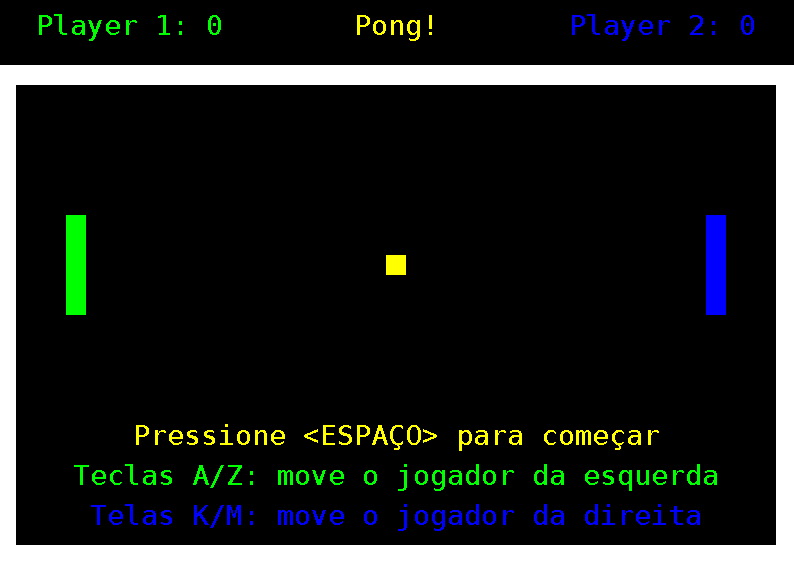 Player 1: 0 Pong! Player 2: 0
Pressione <ESPAÇO> para começar
Teclas A/Z: move o jogador da esquerda
Telas K/M: move o jogador da direita